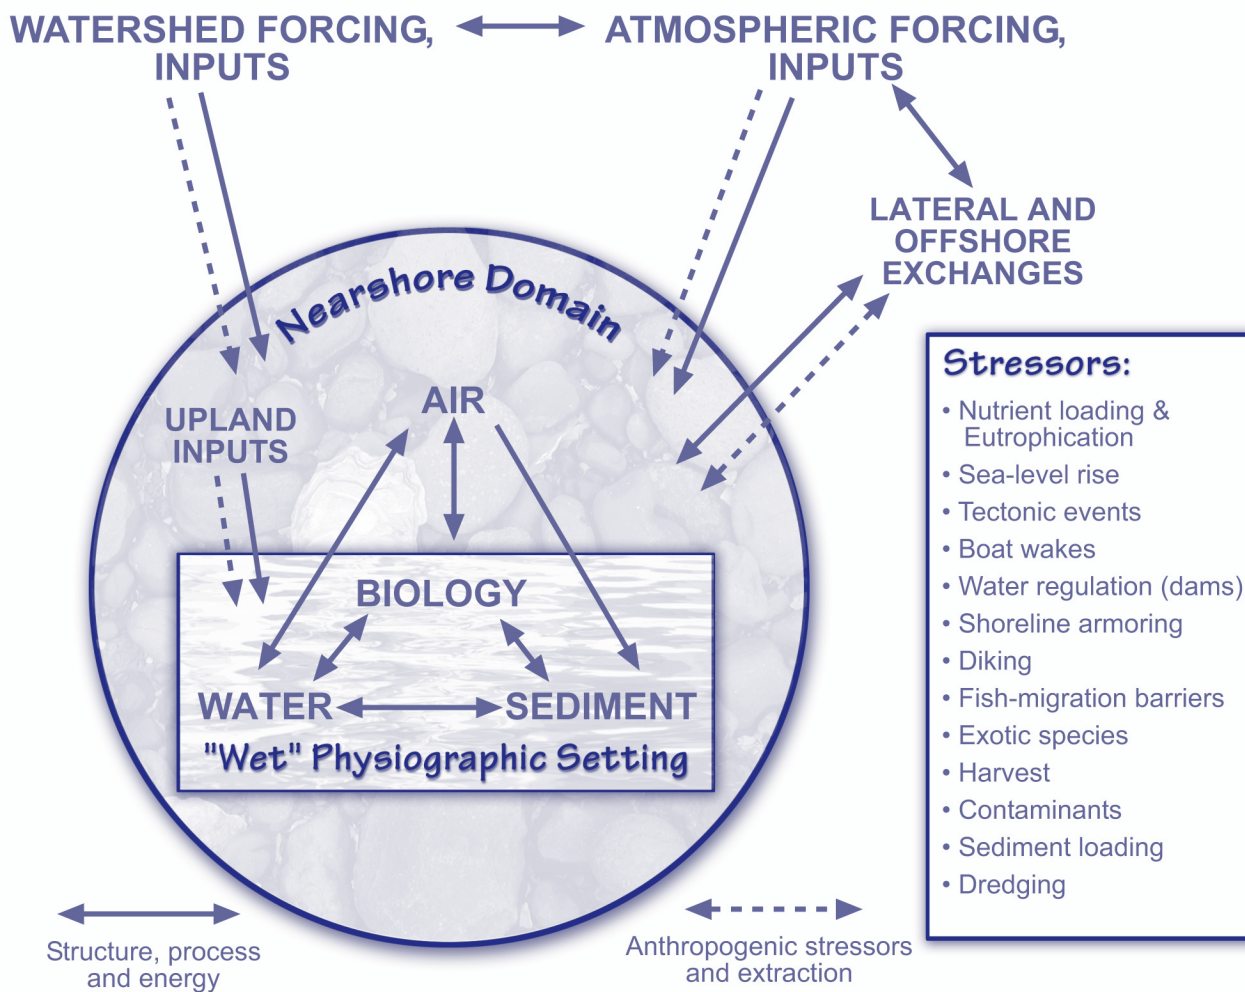 WATERSHED FORCING,
INPUTS
ATMOSPHERIC FORCING,
INPUTS
LATERAL AND
OFFSHORE
EXCHANGES
Nearshore Domain
AIR
UPLAND
INPUTS
BIOLOGY
WATER
SEDIMENT
"Wet" Physiographic Setting
Stressors:
• Nutrient loading &
Eutrophication
• Sea-level rise
• Tectonic events
• Boat wakes
• Water regulation (dams)
• Shoreline armoring
• Diking
• Fish-migration barriers
• Exotic species
• Harvest
• Contaminants
• Sediment loading
• Dredging
Structure, process
and energy
Anthropogenic stressors
and extraction